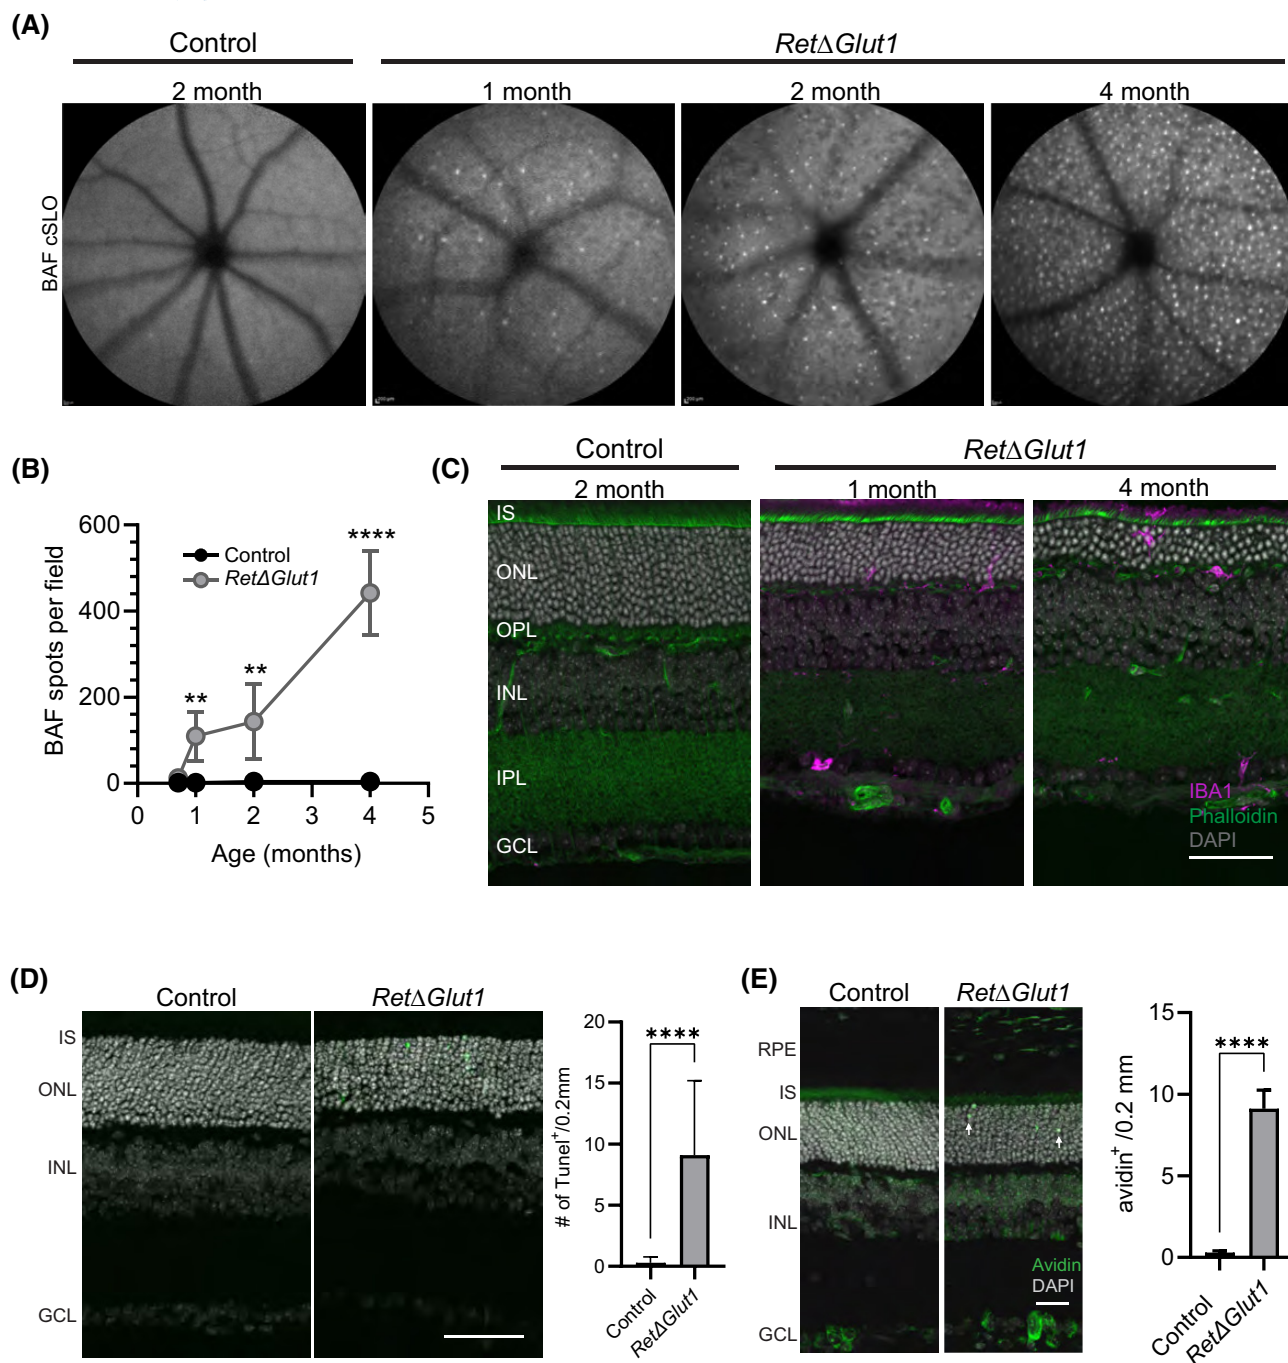 (A)
Control
RetΔGlut1
2 month
1 month
2 month
4 month
BAF cSLO
(B)
BAF spots per field
600
400
200
0
Control
RetΔGlut1
**
**
****
0
1
2
3
4
5
Age (months)
(C)
Control
RetΔGlut1
2 month
1 month
4 month
IS
ONL
OPL
INL
IPL
GCL
IBA1
Phalloidin
DAPI
(D)
Control
RetΔGlut1
IS
ONL
INL
GCL
# of Tunel⁺/0.2mm
20
15
10
5
0
****
Control
RetΔGlut1
(E)
Control
RetΔGlut1
RPE
IS
ONL
INL
GCL
Avidin
DAPI
avidin⁺ /0.2 mm
15
10
5
0
****
Control
RetΔGlut1